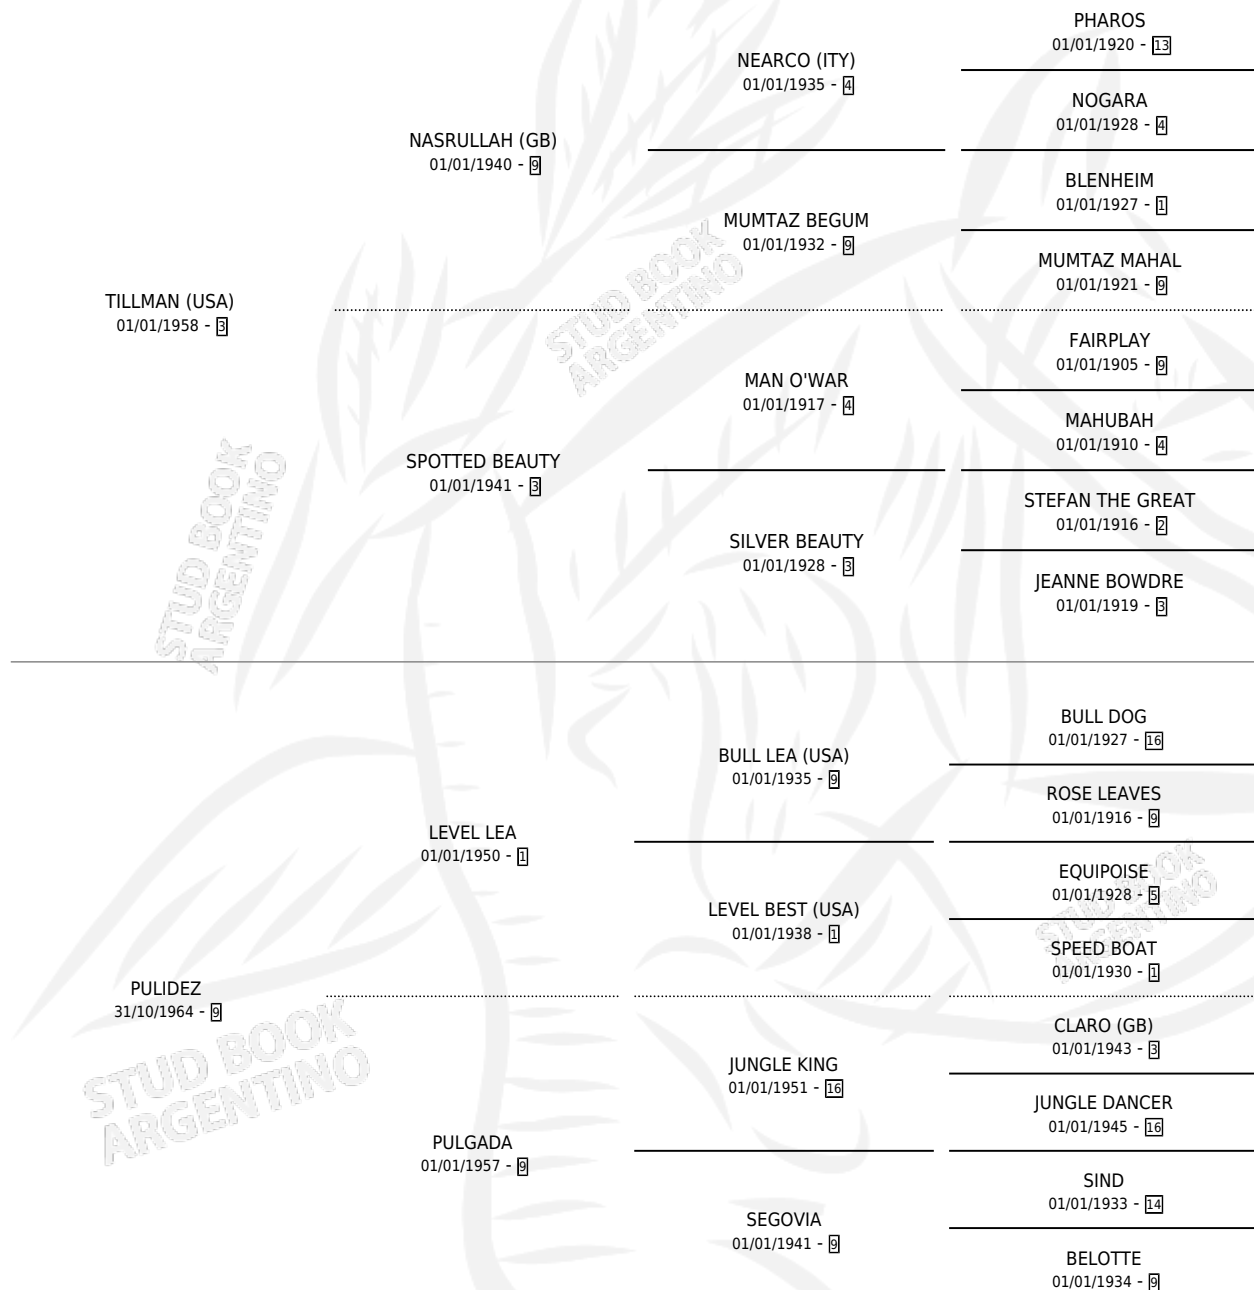 PHAROS
01/01/1920 - 13
NEARCO (ITY)
01/01/1935 - 4
NOGARA
01/01/1928 - 4
NASRULLAH (GB)
01/01/1940 - 9
BLENHEIM
01/01/1927 - 1
MUMTAZ BEGUM
01/01/1932 - 9
MUMTAZ MAHAL
01/01/1921 - 9
TILLMAN (USA)
01/01/1958 - 3
FAIRPLAY
01/01/1905 - 9
MAN O'WAR
01/01/1917 - 4
MAHUBAH
01/01/1910 - 4
SPOTTED BEAUTY
01/01/1941 - 3
STEFAN THE GREAT
01/01/1916 - 2
SILVER BEAUTY
01/01/1928 - 3
JEANNE BOWDRE
01/01/1919 - 3
BULL DOG
01/01/1927 - 16
BULL LEA (USA)
01/01/1935 - 9
ROSE LEAVES
01/01/1916 - 9
LEVEL LEA
01/01/1950 - 1
EQUIPOISE
01/01/1928 - 5
LEVEL BEST (USA)
01/01/1938 - 1
SPEED BOAT
01/01/1930 - 1
PULIDEZ
31/10/1964 - 9
CLARO (GB)
01/01/1943 - 3
JUNGLE KING
01/01/1951 - 16
JUNGLE DANCER
01/01/1945 - 16
PULGADA
01/01/1957 - 9
SIND
01/01/1933 - 14
SEGOVIA
01/01/1941 - 9
BELOTTE
01/01/1934 - 9
STUD BOOK
ARGENTINO
STUD BOOK
ARGENTINO
STUD BOOK
ARGENTINO
STUD BOOK
ARGENTINO